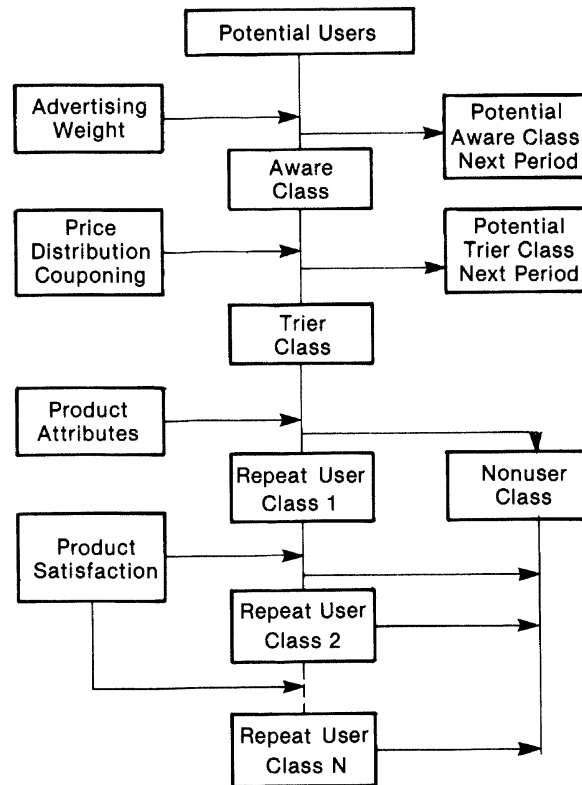 Potential Users
Advertising
Weight
Potential
Aware Class
Next Period
Aware
Class
Price
Distribution
Couponing
Potential
Trier Class
Next Period
Trier
Class
Product
Attributes
Repeat User
Class 1
Nonuser
Class
Product
Satisfaction
Repeat User
Class 2
Repeat User
Class N